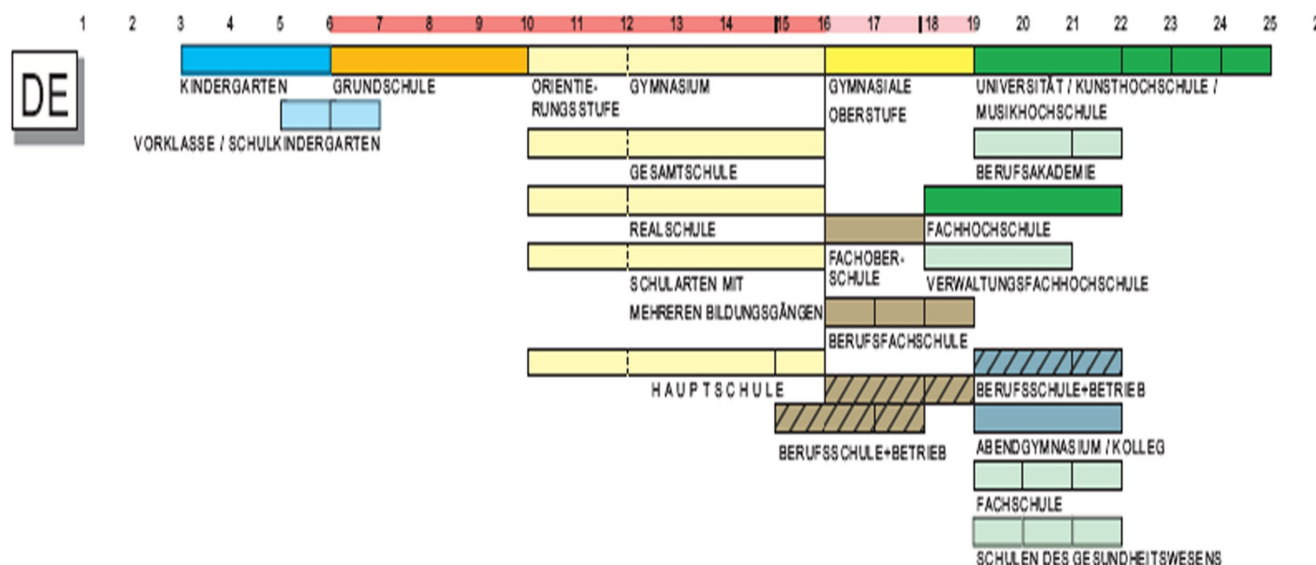 1 2 3 4 5 6 7 8 9 10 11 12 13 14 15 16 17 18 19 20 21 22 23 24 25
DE
KINDERGARTEN GRUNDSCHULE ORIENTIE- GYMNASIUM GYMNASIALE UNIVERSITÄT / KUNSTHOCHSCHULE /
RUNGSSTUFE OBERSTUFE MUSIKHOCHSCHULE
VORKLASSE / SCHULKINDERGARTEN
GESAMTSCHULE BERUFSAKADEMIE
REALSCHULE FACHHOCHSCHULE
FACHOBER-
SCHULE
SCHULARTEN MIT VERWALTUNGSFACHHOCHSCHULE
MEHREREN BILDUNGSGÄNGEN
BERUFSFACHSCHULE
HAUPTSCHULE BERUFSSCHULE+BETRIEB
BERUFSSCHULE+BETRIEB ABENDGYMNASIUM / KOLLEG
FACHSCHULE
SCHULEN DES GESUNDHEITSWESENS